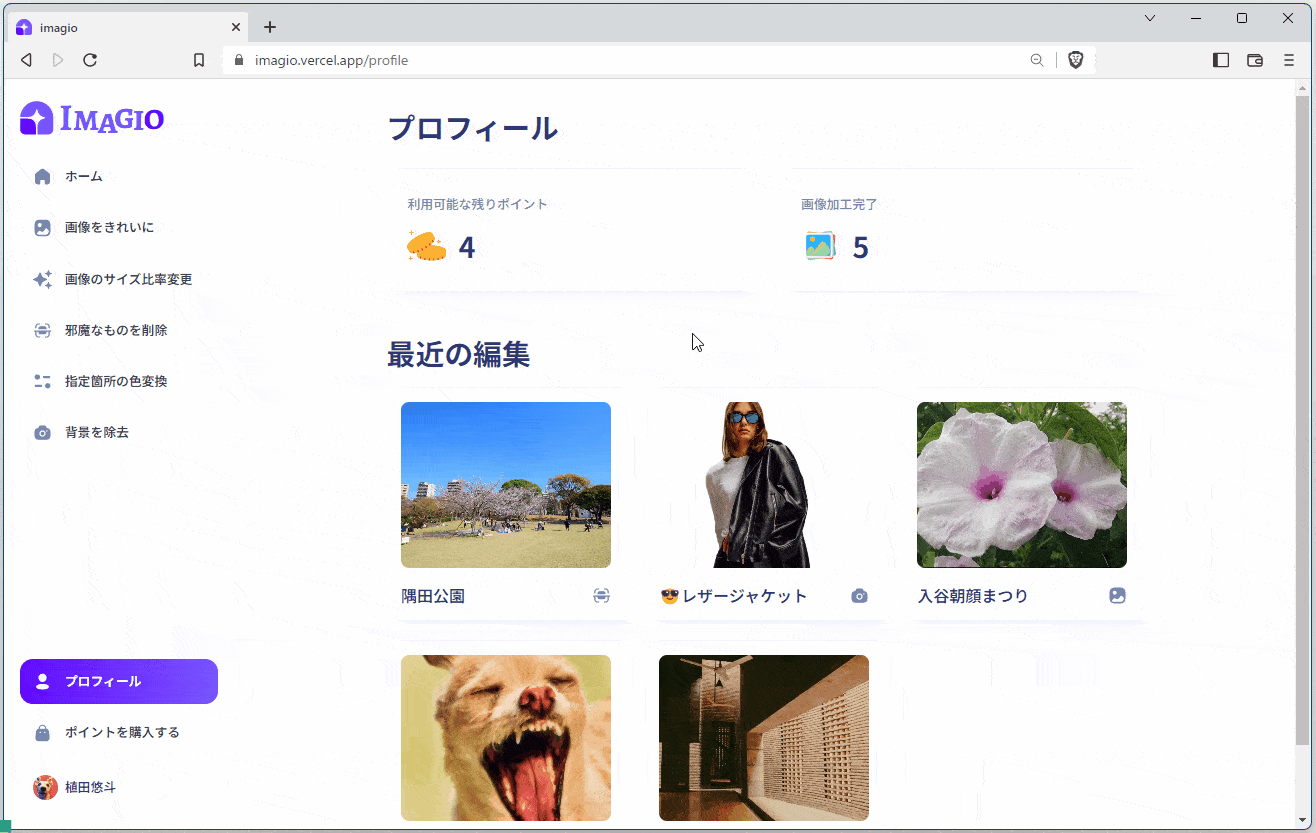 imagio
imagio.vercel.app/profile
IMAGIO
ホーム
画像をきれいに
画像のサイズ比率変更
邪魔なものを削除
指定箇所の色変換
背景を除去
プロフィール
ポイントを購入する
植田悠斗
プロフィール
利用可能な残りポイント
4
画像加工完了
5
最近の編集
隅田公園
😎レザージャケット
入谷朝顔まつり